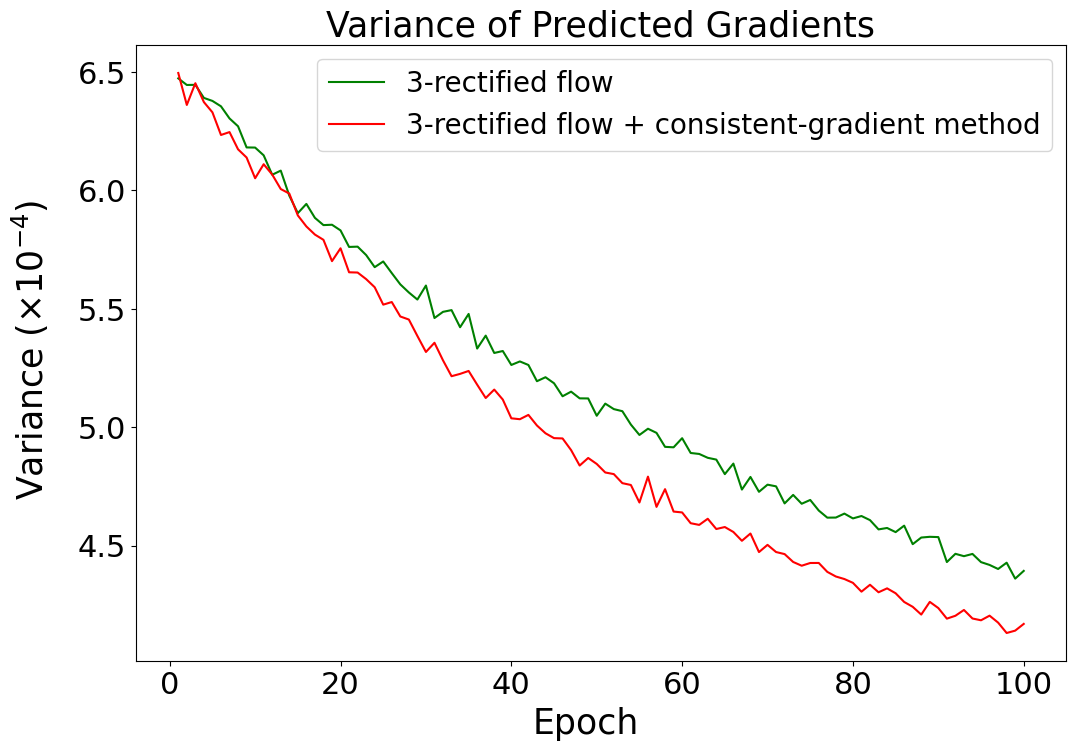 Variance of Predicted Gradients
3-rectified flow
3-rectified flow + consistent-gradient method
Variance (×10⁻⁴)
6.5
6.0
5.5
5.0
4.5
0 20 40 60 80 100
Epoch